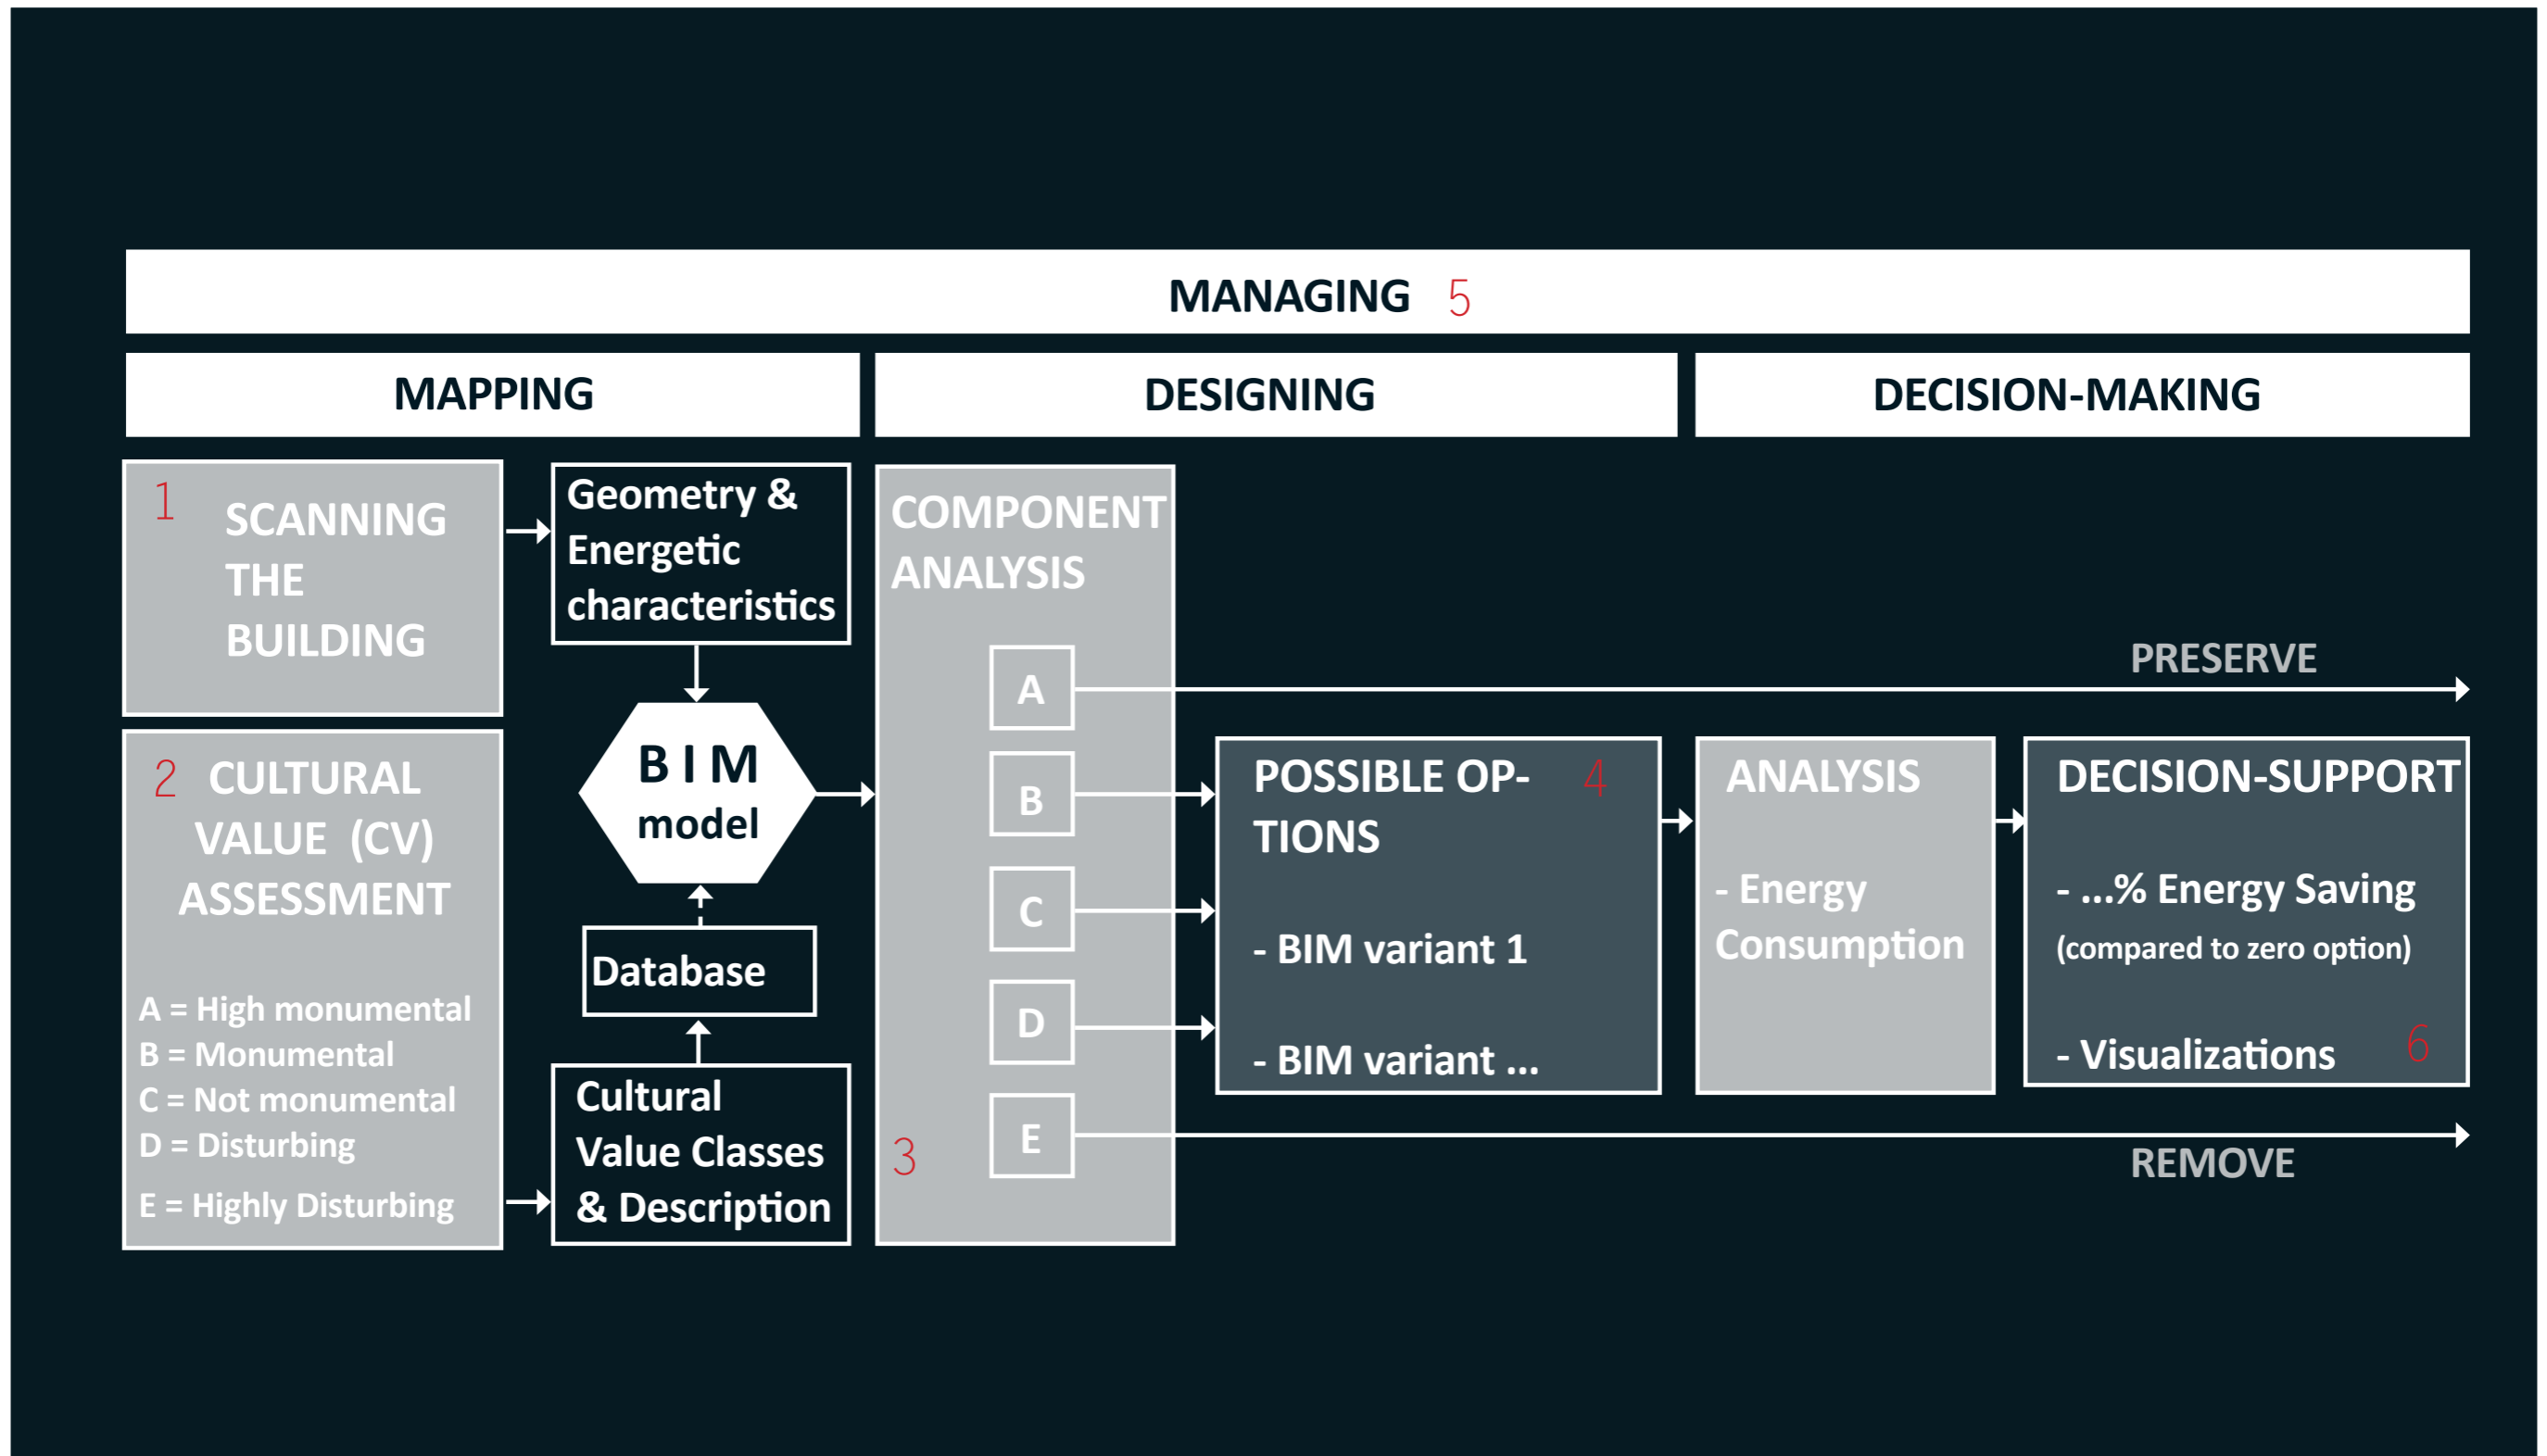 MANAGING 5
MAPPING
DESIGNING
DECISION-MAKING
1
SCANNING
THE
BUILDING
Geometry &
Energetic
characteristics
2 CULTURAL
VALUE (CV)
ASSESSMENT
A = High monumental
B = Monumental
C = Not monumental
D = Disturbing
E = Highly Disturbing
B I M
model
Database
Cultural
Value Classes
& Description
COMPONENT
ANALYSIS
A
B
C
D
E
3
PRESERVE
POSSIBLE OP- 4
TIONS
- BIM variant 1
- BIM variant ...
ANALYSIS
- Energy
Consumption
DECISION-SUPPORT
- ...% Energy Saving
(compared to zero option)
- Visualizations 6
REMOVE